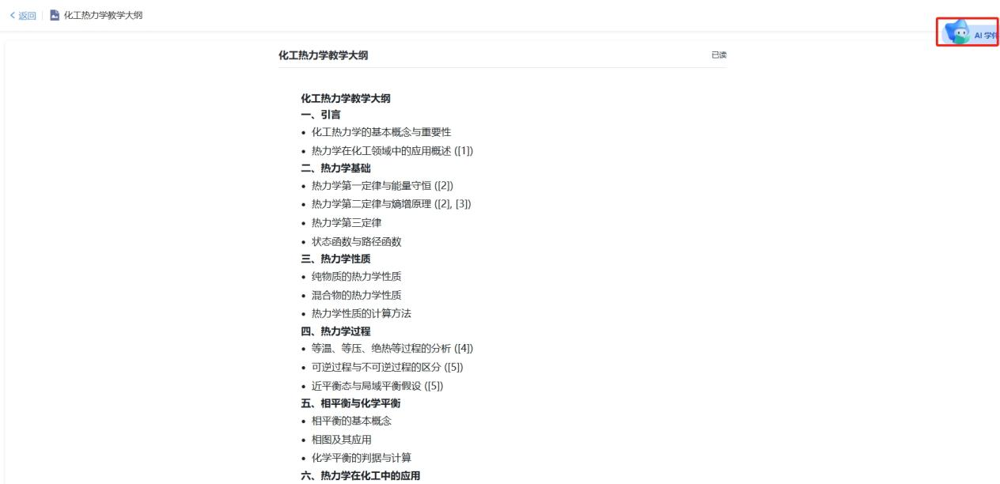 返回
化工热力学教学大纲
AI 学伴
化工热力学教学大纲
已读
化工热力学教学大纲
一、引言
• 化工热力学的基本概念与重要性
• 热力学在化工领域中的应用概述 ([1])
二、热力学基础
• 热力学第一定律与能量守恒 ([2])
• 热力学第二定律与熵增原理 ([2], [3])
• 热力学第三定律
• 状态函数与路径函数
三、热力学性质
• 纯物质的热力学性质
• 混合物的热力学性质
• 热力学性质的计算方法
四、热力学过程
• 等温、等压、绝热等过程的分析 ([4])
• 可逆过程与不可逆过程的区分 ([5])
• 近平衡态与局域平衡假设 ([5])
五、相平衡与化学平衡
• 相平衡的基本概念
• 相图及其应用
• 化学平衡的判据与计算
六、热力学在化工中的应用